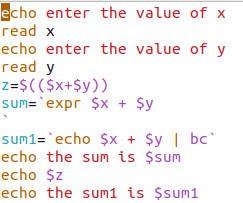 echo enter the value of x
read x
echo enter the value of y
read y
z=$(($x+$y))
sum=`expr $x + $y
`
sum1=`echo $x + $y | bc`
echo the sum is $sum
echo $z
echo the sum1 is $sum1